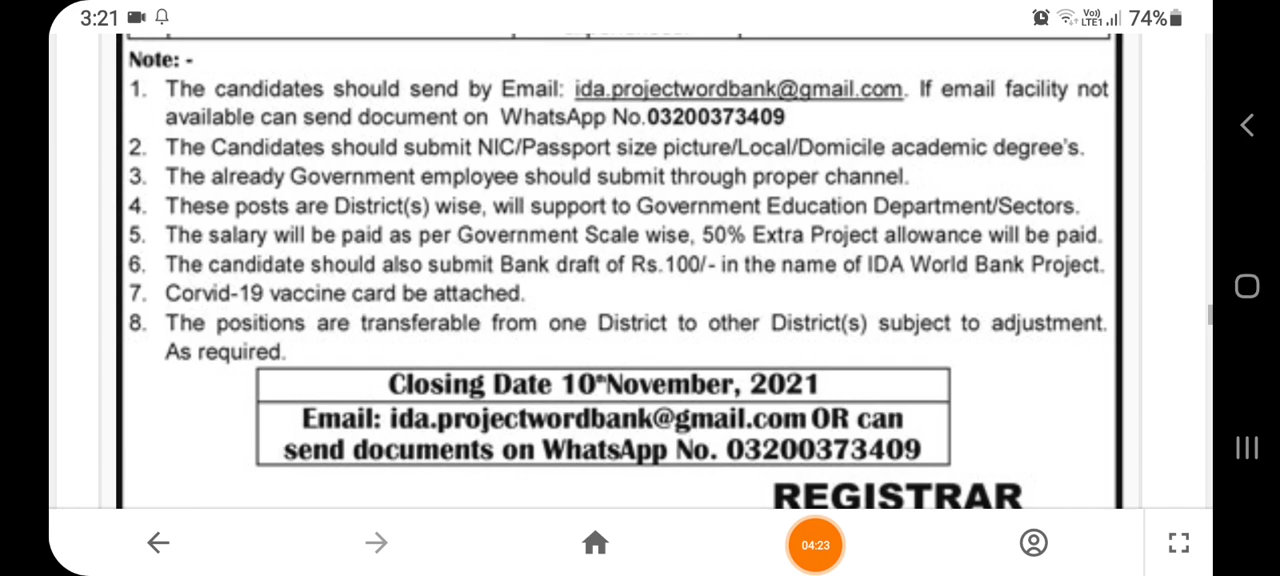 3:21
Vo)) LTE1 74%
Note: -
1. The candidates should send by Email: ida.projectwordbank@gmail.com. If email facility not
available can send document on WhatsApp No.03200373409
2. The Candidates should submit NIC/Passport size picture/Local/Domicile academic degree's.
3. The already Government employee should submit through proper channel.
4. These posts are District(s) wise, will support to Government Education Department/Sectors.
5. The salary will be paid as per Government Scale wise, 50% Extra Project allowance will be paid.
6. The candidate should also submit Bank draft of Rs.100/- in the name of IDA World Bank Project.
7. Corvid-19 vaccine card be attached.
8. The positions are transferable from one District to other District(s) subject to adjustment.
As required.
Closing Date 10th November, 2021
Email: ida.projectwordbank@gmail.com OR can
send documents on WhatsApp No. 03200373409
REGISTRAR
04:23